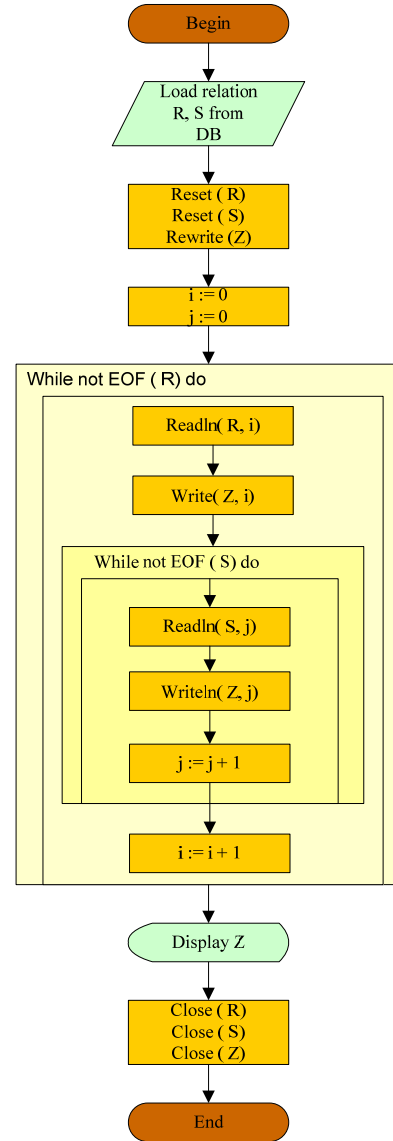 Begin
Load relation
R, S from
DB
Reset ( R)
Reset ( S)
Rewrite (Z)
i := 0
j := 0
While not EOF ( R) do
Readln( R, i)
Write( Z, i)
While not EOF ( S) do
Readln( S, j)
Writeln( Z, j)
j := j + 1
i := i + 1
Display Z
Close ( R)
Close ( S)
Close ( Z)
End